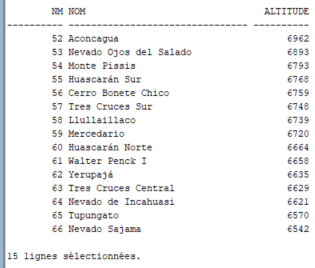 NM NOM ALTITUDE
---------- ---------------------------------- ----------
52 Aconcagua 6962
53 Nevado Ojos del Salado 6893
54 Monte Pissis 6793
55 Huascarán Sur 6768
56 Cerro Bonete Chico 6759
57 Tres Cruces Sur 6748
58 Llullaillaco 6739
59 Mercedario 6720
60 Huascarán Norte 6664
61 Walter Penck I 6658
62 Yerupajá 6635
63 Tres Cruces Central 6629
64 Nevado de Incahuasi 6621
65 Tupungato 6570
66 Nevado Sajama 6542
15 lignes sélectionnées.